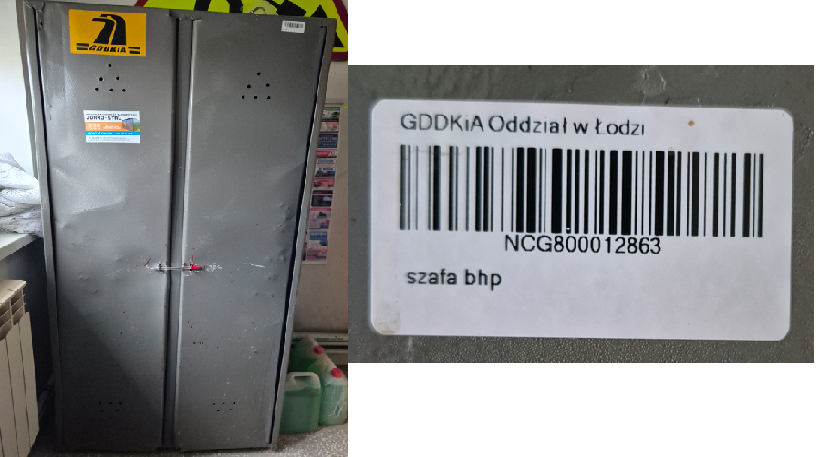 GDDKiA
GDDKiA Oddział w Łodzi
NCG800012863
szafa bhp